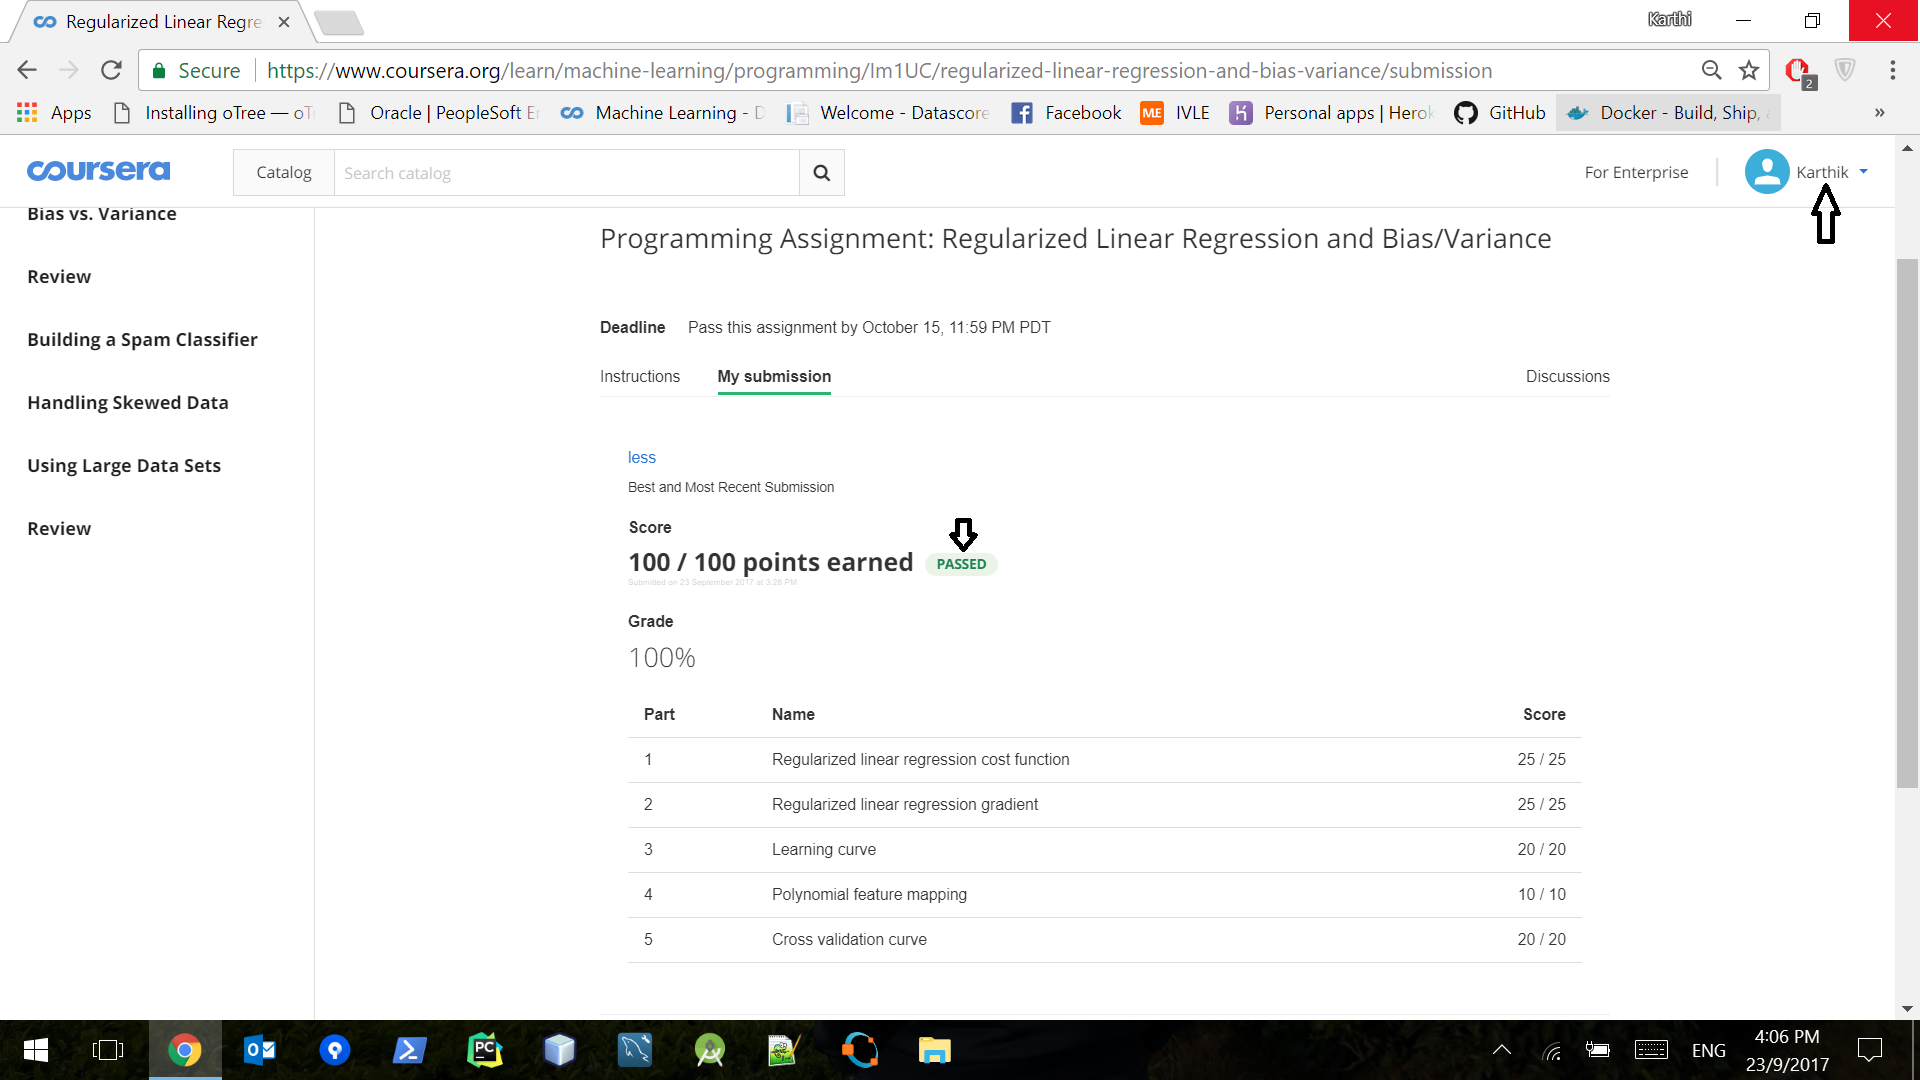 Regularized Linear Regre
Karthi
Secure https://www.coursera.org/learn/machine-learning/programming/Im1UC/regularized-linear-regression-and-bias-variance/submission
2
Apps Installing oTree — oT Oracle | PeopleSoft En Machine Learning - D Welcome - Datascore Facebook ME IVLE Personal apps | Herok GitHub Docker - Build, Ship, a »
coursera Catalog Search catalog For Enterprise Karthik
Bias vs. Variance
Review
Building a Spam Classifier
Handling Skewed Data
Using Large Data Sets
Review
Programming Assignment: Regularized Linear Regression and Bias/Variance
Deadline Pass this assignment by October 15, 11:59 PM PDT
Instructions My submission Discussions
less
Best and Most Recent Submission
Score
100 / 100 points earned PASSED
Submitted on 23 September 2017 at 3:26 PM
Grade
100%
Part Name Score
1 Regularized linear regression cost function 25 / 25
2 Regularized linear regression gradient 25 / 25
3 Learning curve 20 / 20
4 Polynomial feature mapping 10 / 10
5 Cross validation curve 20 / 20
PC
ENG
4:06 PM
23/9/2017